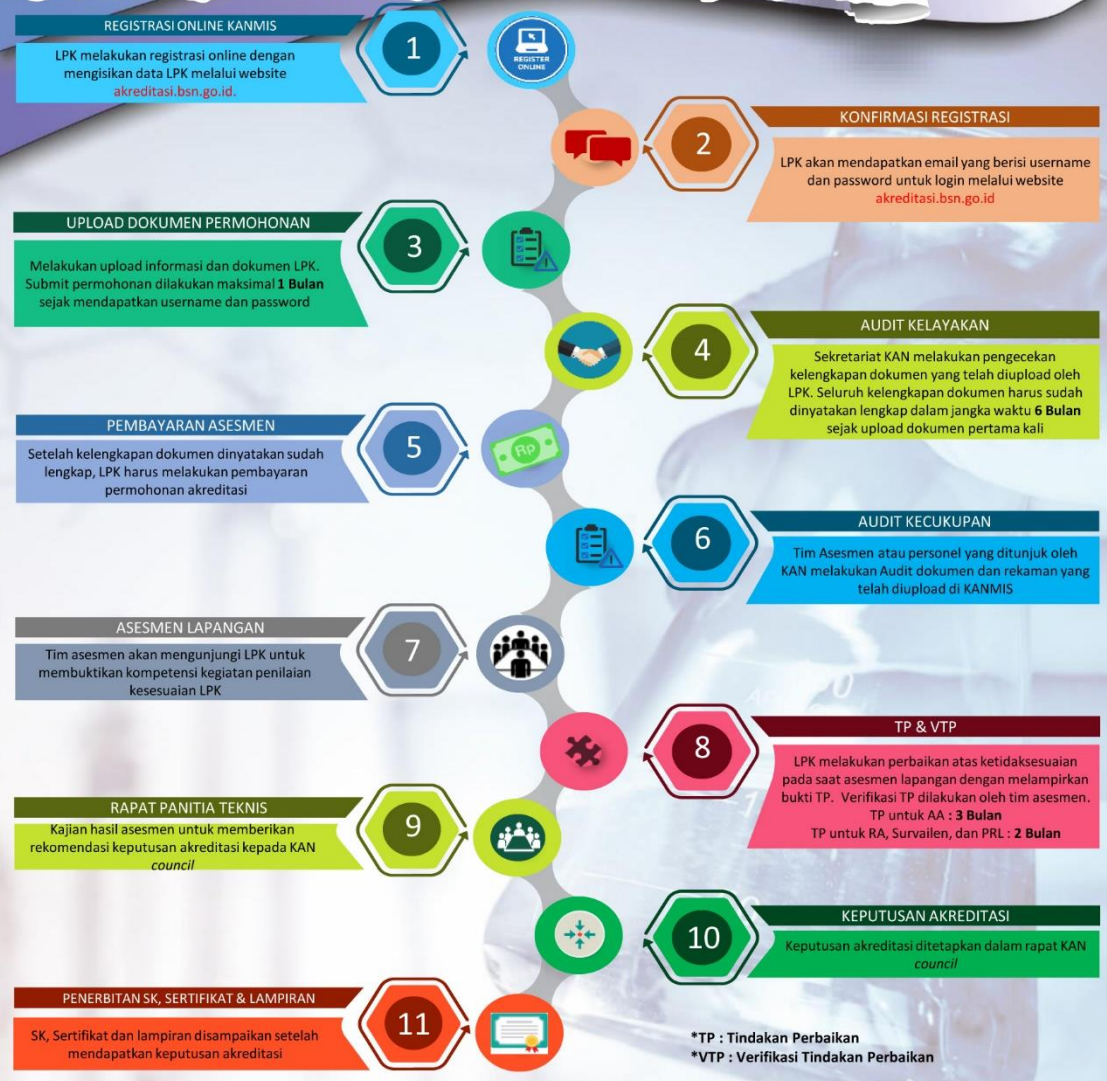 REGISTRASI ONLINE KANMIS
LPK melakukan registrasi online dengan
mengisikan data LPK melalui website
akreditasi.bsn.go.id.
1
REGISTER
ONLINE
KONFIRMASI REGISTRASI
2
LPK akan mendapatkan email yang berisi username
dan password untuk login melalui website
akreditasi.bsn.go.id
UPLOAD DOKUMEN PERMOHONAN
3
Melakukan upload informasi dan dokumen LPK.
Submit permohonan dilakukan maksimal 1 Bulan
sejak mendapatkan username dan password
AUDIT KELAYAKAN
4
Sekretariat KAN melakukan pengecekan
kelengkapan dokumen yang telah diupload oleh
LPK. Seluruh kelengkapan dokumen harus sudah
dinyatakan lengkap dalam jangka waktu 6 Bulan
sejak upload dokumen pertama kali
PEMBAYARAN ASESMEN
5
Rp
Setelah kelengkapan dokumen dinyatakan sudah
lengkap, LPK harus melakukan pembayaran
permohonan akreditasi
AUDIT KECUKUPAN
6
Tim Asesmen atau personel yang ditunjuk oleh
KAN melakukan Audit dokumen dan rekaman yang
telah diupload di KANMIS
ASESMEN LAPANGAN
7
Tim asesmen akan mengunjungi LPK untuk
membuktikan kompetensi kegiatan penilaian
kesesuaian LPK
TP & VTP
8
LPK melakukan perbaikan atas ketidaksesuaian
pada saat asesmen lapangan dengan melampirkan
bukti TP. Verifikasi TP dilakukan oleh tim asesmen.
TP untuk AA : 3 Bulan
TP untuk RA, Survailen, dan PRL : 2 Bulan
RAPAT PANITIA TEKNIS
9
Kajian hasil asesmen untuk memberikan
rekomendasi keputusan akreditasi kepada KAN
council
KEPUTUSAN AKREDITASI
10
Keputusan akreditasi ditetapkan dalam rapat KAN
council
PENERBITAN SK, SERTIFIKAT & LAMPIRAN
11
SK, Sertifikat dan lampiran disampaikan setelah
mendapatkan keputusan akreditasi
*TP : Tindakan Perbaikan
*VTP : Verifikasi Tindakan Perbaikan